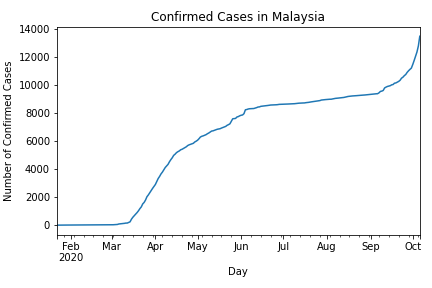 Confirmed Cases in Malaysia
14000
12000
10000
8000
6000
4000
2000
0
Number of Confirmed Cases
Feb Mar Apr May Jun Jul Aug Sep Oct
2020
Day